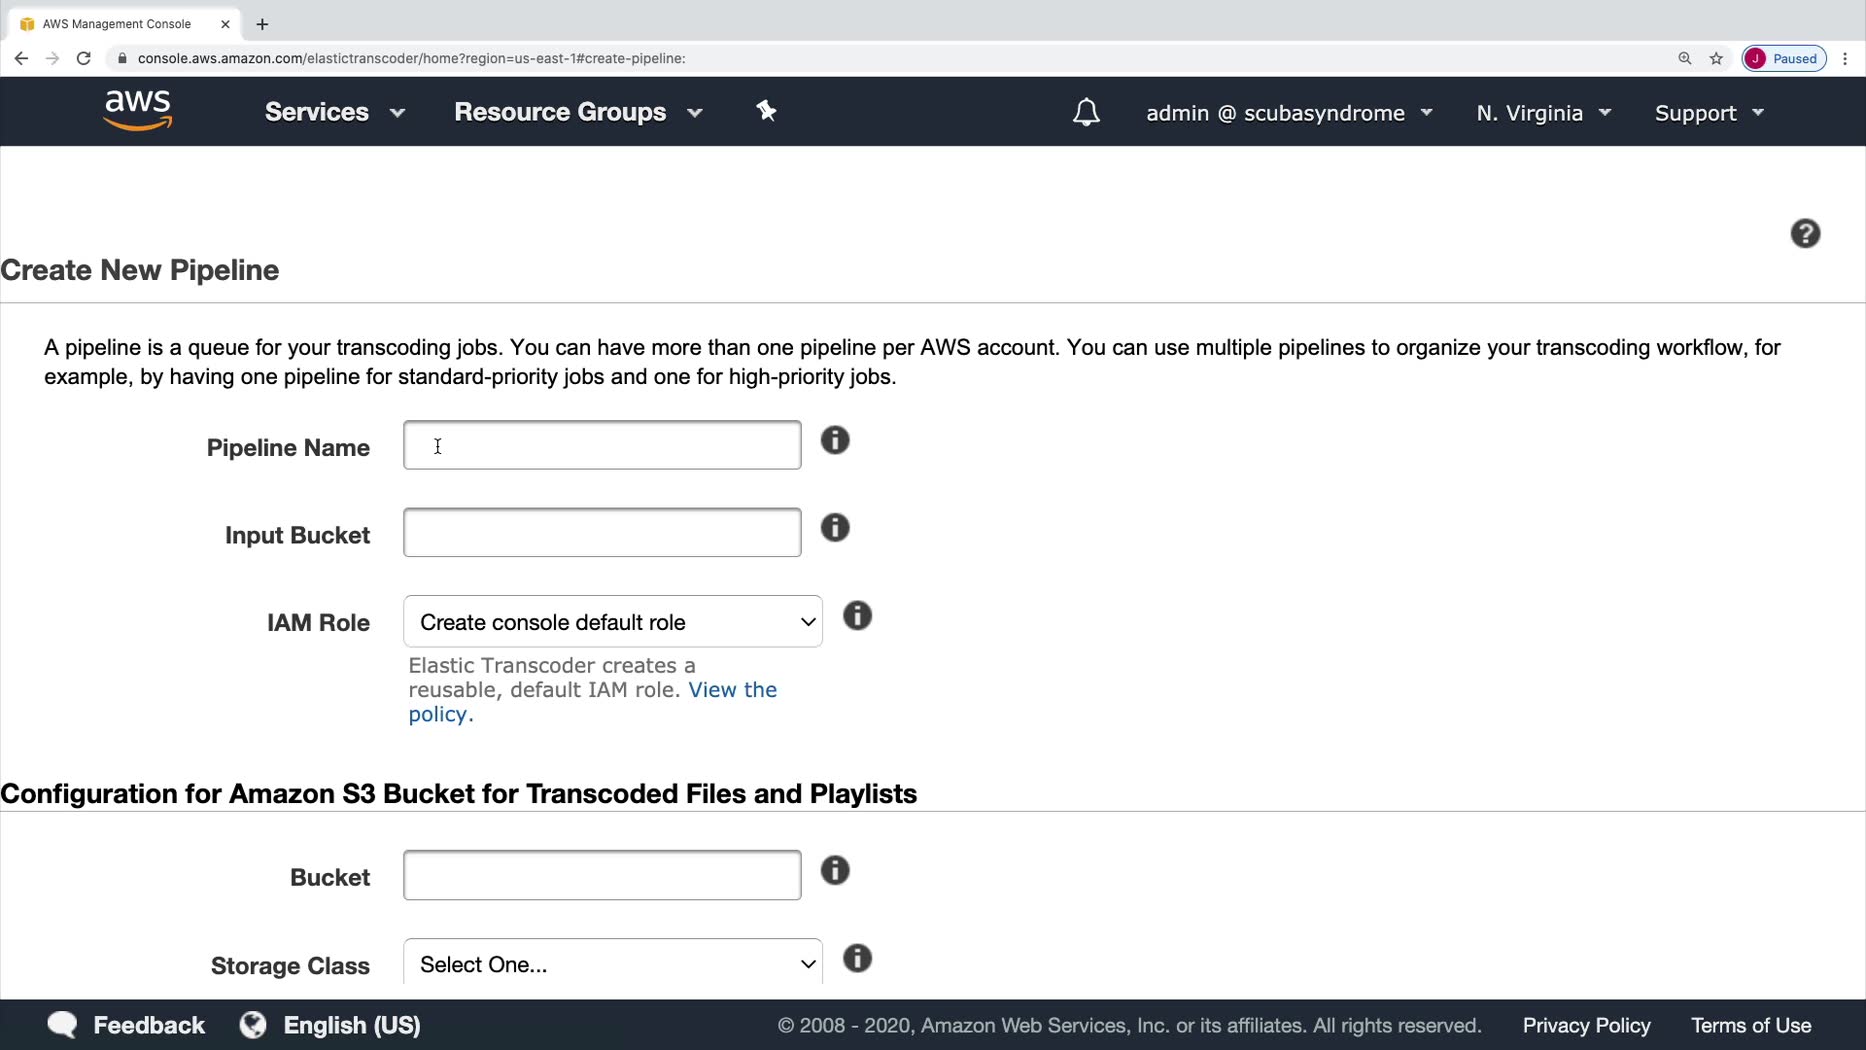 AWS Management Console
console.aws.amazon.com/elastictranscoder/home?region=us-east-1#create-pipeline:
J Paused
aws Services Resource Groups admin @ scubasyndrome N. Virginia Support
Create New Pipeline
A pipeline is a queue for your transcoding jobs. You can have more than one pipeline per AWS account. You can use multiple pipelines to organize your transcoding workflow, for
example, by having one pipeline for standard-priority jobs and one for high-priority jobs.
Pipeline Name
Input Bucket
IAM Role Create console default role
Elastic Transcoder creates a
reusable, default IAM role. View the
policy.
Configuration for Amazon S3 Bucket for Transcoded Files and Playlists
Bucket
Storage Class Select One...
Feedback English (US) © 2008 - 2020, Amazon Web Services, Inc. or its affiliates. All rights reserved. Privacy Policy Terms of Use